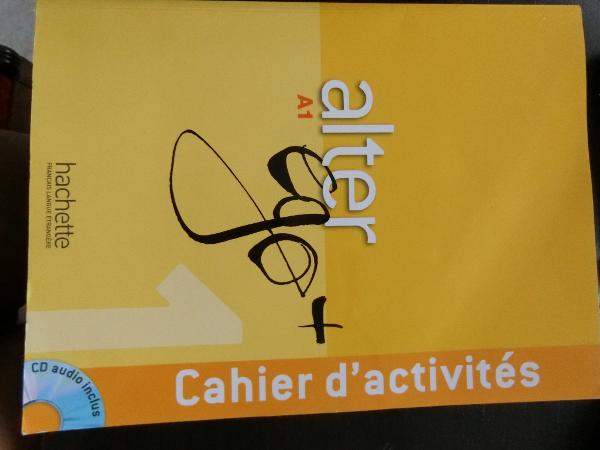 alter
A1
ego +
1
hachette
FRANÇAIS LANGUE ÉTRANGÈRE
Cahier d'activités
CD audio inclus